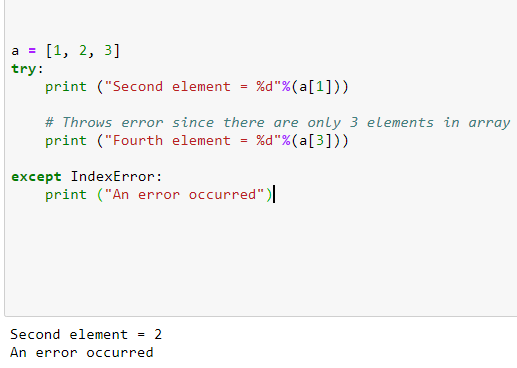 a = [1, 2, 3]
try:
    print ("Second element = %d"%(a[1]))
    # Throws error since there are only 3 elements in array
    print ("Fourth element = %d"%(a[3]))
except IndexError:
    print ("An error occurred")
Second element = 2
An error occurred